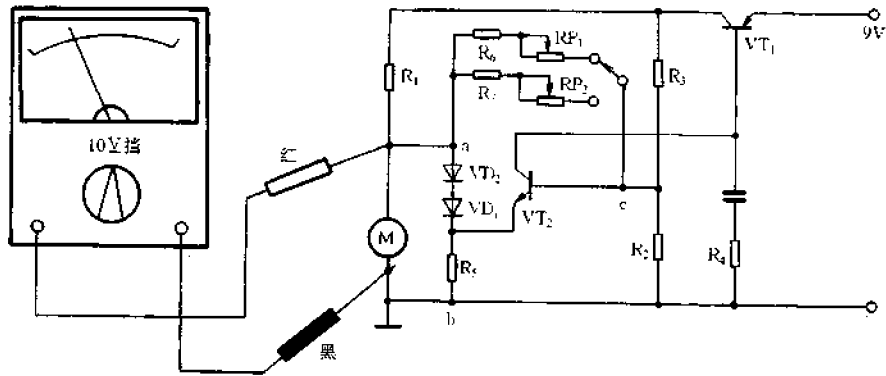 10V挡
红
黑
R₁
M
a
b
c
R₆
RP₁
R₇
RP₂
VD₂
VD₁
R₅
VT₂
R₃
R₂
R₄
VT₁
9V